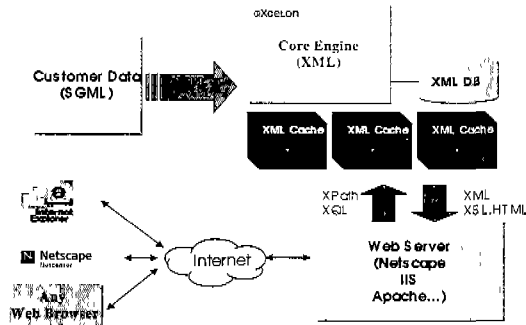 eXcelon
Core Engine
(XML)
Customer Data
(SGML)
XML DB
XML Cache
XML Cache
XML Cache
XPath
XQL
XML
XSL.HTML
Internet
Explorer
N Netscape
Netcenter
Any
Web Browser
Internet
Web Server
(Netscape
IIS
Apache...)